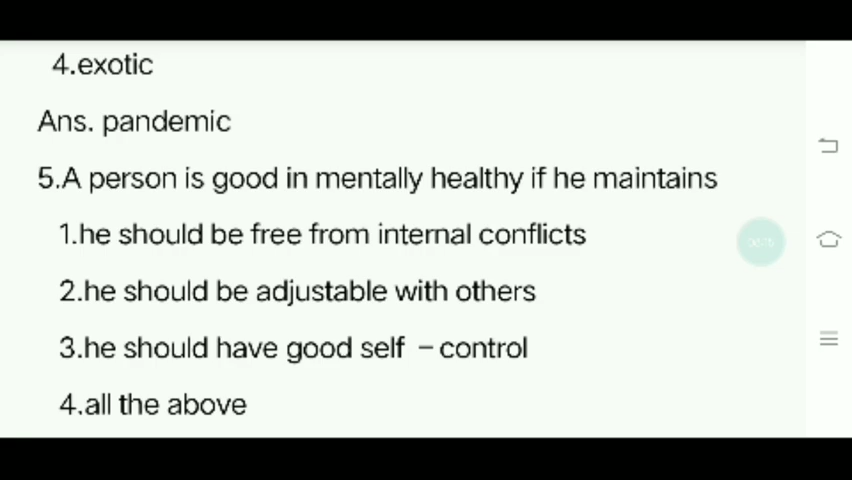 4.exotic
Ans. pandemic
5.A person is good in mentally healthy if he maintains
1.he should be free from internal conflicts
2.he should be adjustable with others
3.he should have good self – control
4.all the above